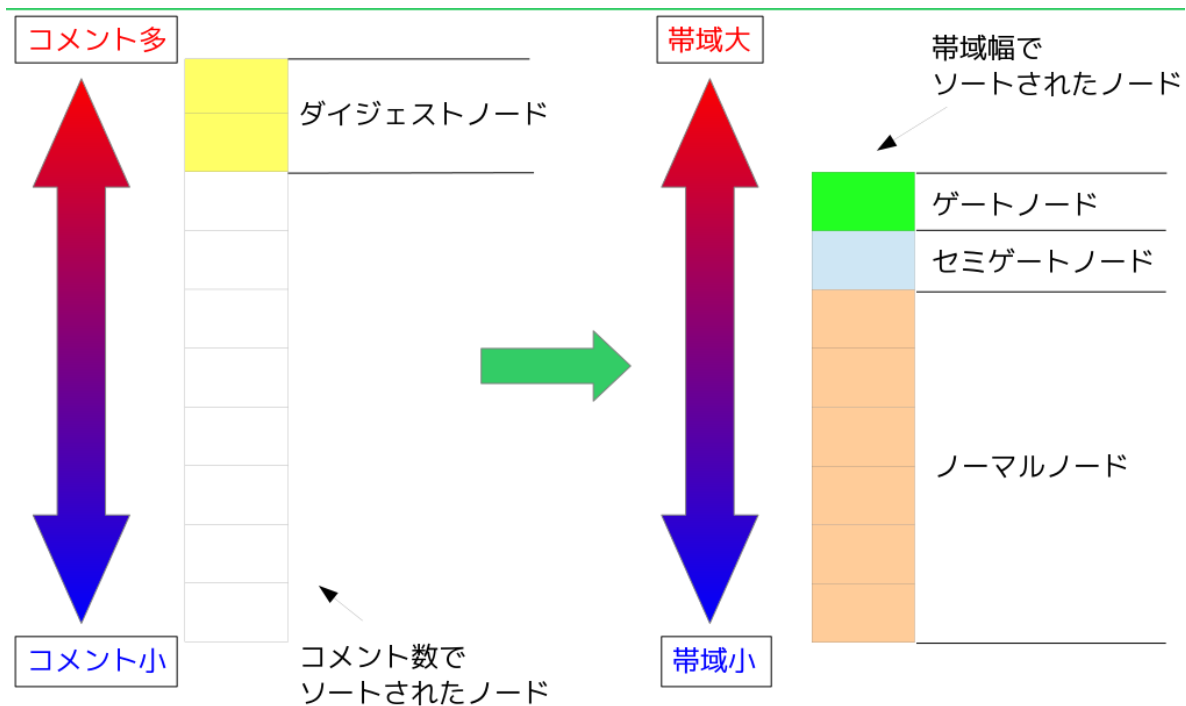 コメント多
ダイジェストノード
コメント小
コメント数で
ソートされたノード
帯域大
帯域幅で
ソートされたノード
ゲートノード
セミゲートノード
ノーマルノード
帯域小